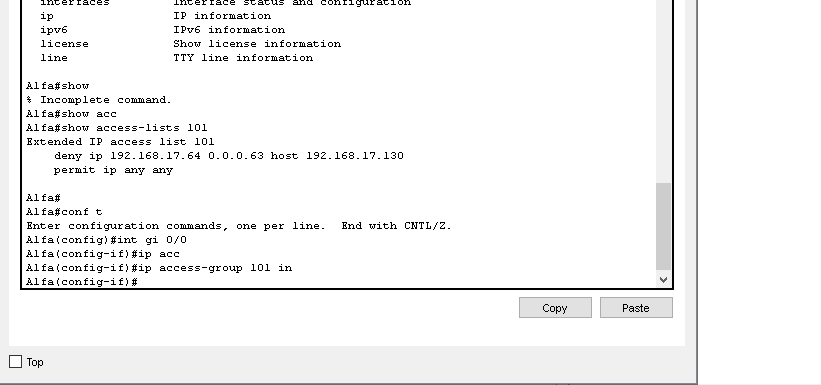 interfaces Interface status and configuration
ip IP information
ipv6 IPv6 information
license Show license information
line TTY line information
Alfa#show
% Incomplete command.
Alfa#show acc
Alfa#show access-lists 101
Extended IP access list 101
deny ip 192.168.17.64 0.0.0.63 host 192.168.17.130
permit ip any any
Alfa#
Alfa#conf t
Enter configuration commands, one per line. End with CNTL/Z.
Alfa(config)#int gi 0/0
Alfa(config-if)#ip acc
Alfa(config-if)#ip access-group 101 in
Alfa(config-if)#
Copy Paste
Top